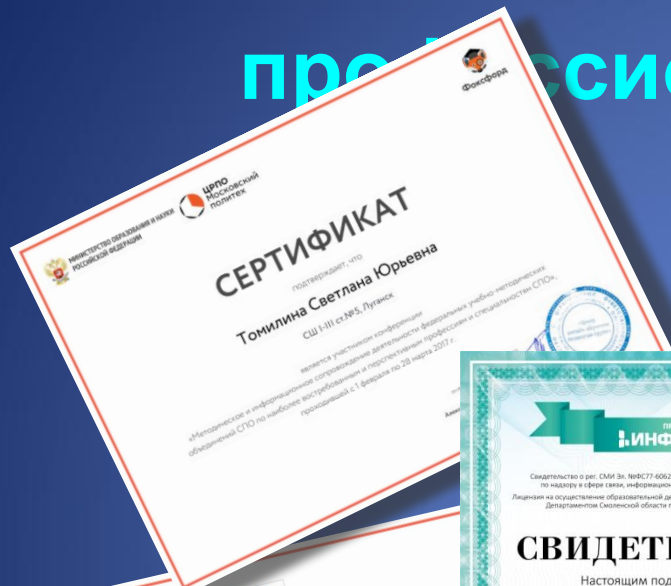 про
сси
Фоксфорд
ЦРПО
Московский
политех
МИНИСТЕРСТВО ОБРАЗОВАНИЯ И НАУКИ
РОССИЙСКОЙ ФЕДЕРАЦИИ
СЕРТИФИКАТ
подтверждает, что
Томилина Светлана Юрьевна
СШ I-III ст.№5, Луганск
является участником конференции
«Методическое и информационное сопровождение деятельности федеральных учебно-методических
объединений СПО по наиболее востребованным и перспективным профессиям и специальностям СПО»,
проходившей с 1 февраля по 28 марта 2017 г.
ИНФ
Свидетельство о рег. СМИ Эл. №ФС77-6062
по надзору в сфере связи, информацион
Лицензия на осуществление образовательной де
Департаментом Смоленской области п
СВИДЕТ
Настоящим под